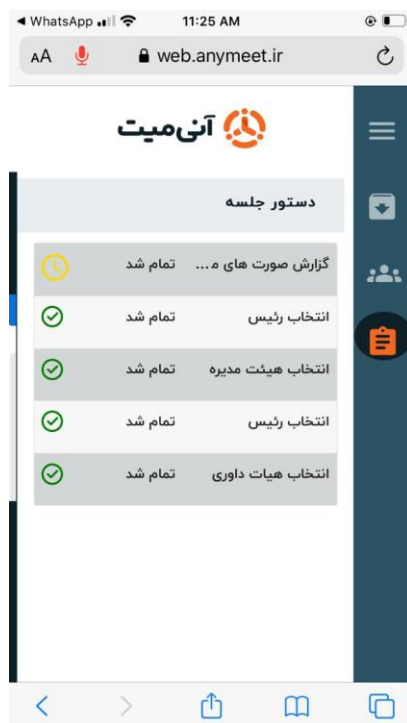 WhatsApp
11:25 AM
AA
web.anymeet.ir
آنی‌میت
دستور جلسه
گزارش صورت های م... تمام شد
انتخاب رئیس تمام شد
انتخاب هیئت مدیره تمام شد
انتخاب رئیس تمام شد
انتخاب هیات داوری تمام شد